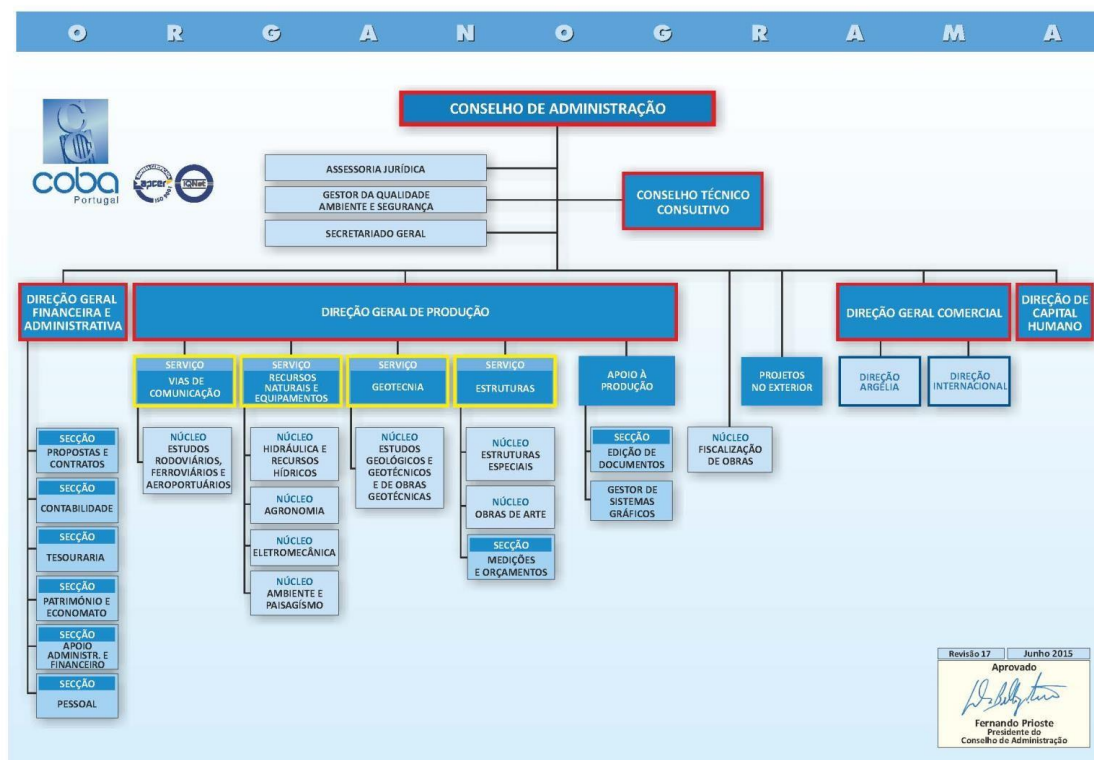 ORGANOGRAMA
CONSELHO DE ADMINISTRAÇÃO
coba
Portugal
apcer
ISO 9001
IQNet
ASSESSORIA JURÍDICA
GESTOR DA QUALIDADE
AMBIENTE E SEGURANÇA
SECRETARIADO GERAL
CONSELHO TÉCNICO
CONSULTIVO
DIREÇÃO GERAL
FINANCEIRA E
ADMINISTRATIVA
DIREÇÃO GERAL DE PRODUÇÃO
DIREÇÃO GERAL COMERCIAL
DIREÇÃO DE
CAPITAL
HUMANO
SERVIÇO
VIAS DE
COMUNICAÇÃO
SERVIÇO
RECURSOS
NATURAIS E
EQUIPAMENTOS
SERVIÇO
GEOTECNIA
SERVIÇO
ESTRUTURAS
APOIO À
PRODUÇÃO
PROJETOS
NO EXTERIOR
DIREÇÃO
ARGÉLIA
DIREÇÃO
INTERNACIONAL
SECÇÃO
PROPOSTAS E
CONTRATOS
SECÇÃO
CONTABILIDADE
SECÇÃO
TESOURARIA
SECÇÃO
PATRIMÓNIO E
ECONOMATO
SECÇÃO
APOIO
ADMINISTR. E
FINANCEIRO
SECÇÃO
PESSOAL
NÚCLEO
ESTUDOS
RODOVIÁRIOS,
FERROVIÁRIOS E
AEROPORTUÁRIOS
NÚCLEO
HIDRÁULICA E
RECURSOS
HÍDRICOS
NÚCLEO
AGRONOMIA
NÚCLEO
ELETROMECÂNICA
NÚCLEO
AMBIENTE E
PAISAGÍSMO
NÚCLEO
ESTUDOS
GEOLÓGICOS E
GEOTÉCNICOS
E DE OBRAS
GEOTÉCNICAS
NÚCLEO
ESTRUTURAS
ESPECIAIS
NÚCLEO
OBRAS DE ARTE
SECÇÃO
MEDIÇÕES
E ORÇAMENTOS
SECÇÃO
EDIÇÃO DE
DOCUMENTOS
GESTOR DE
SISTEMAS
GRÁFICOS
NÚCLEO
FISCALIZAÇÃO
DE OBRAS
Revisão 17 Junho 2015
Aprovado
Fernando Prioste
Presidente do
Conselho de Administração